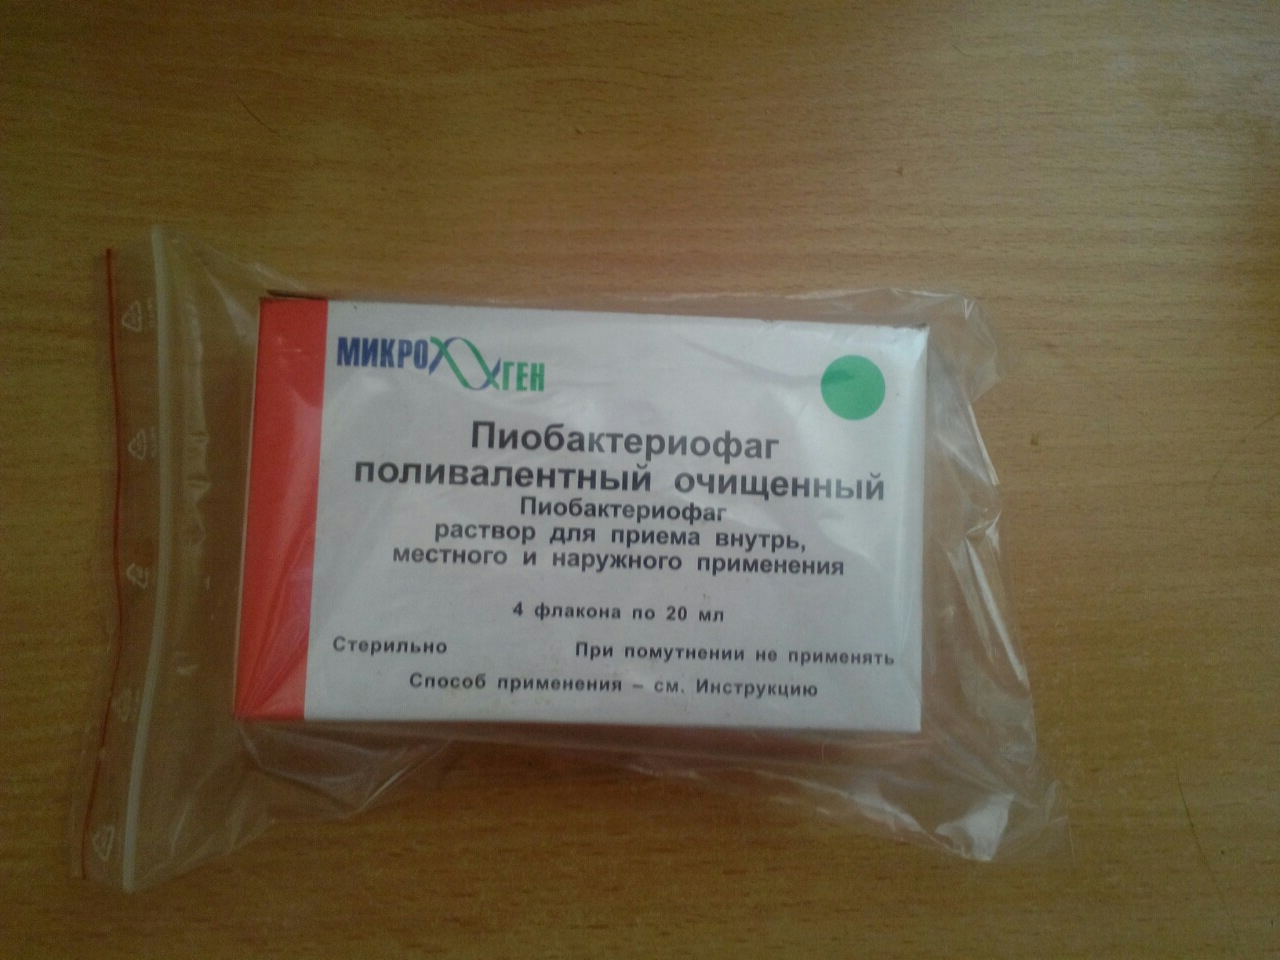 МИКРОГЕН
Пиобактериофаг
поливалентный очищенный
Пиобактериофаг
раствор для приема внутрь,
местного и наружного применения
4 флакона по 20 мл
Стерильно При помутнении не применять
Способ применения – см. Инструкцию